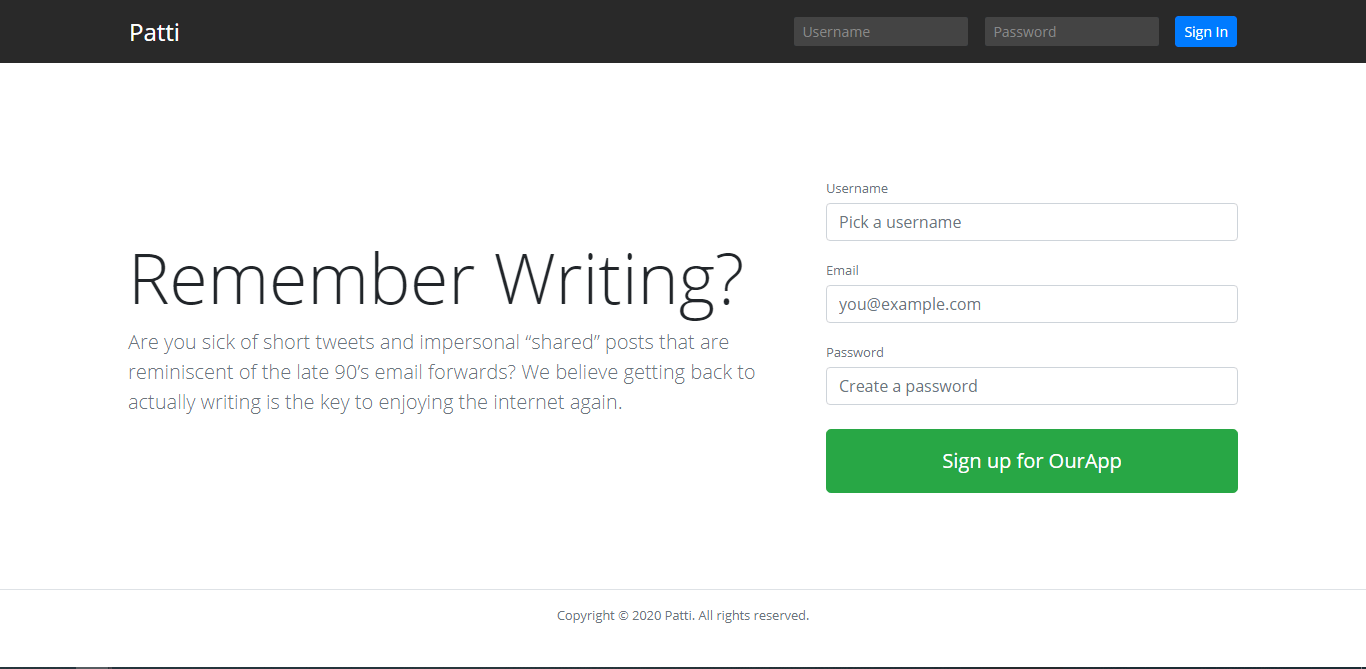 Patti
Username
Password
Sign In
Remember Writing?
Are you sick of short tweets and impersonal “shared” posts that are
reminiscent of the late 90’s email forwards? We believe getting back to
actually writing is the key to enjoying the internet again.
Username
Pick a username
Email
you@example.com
Password
Create a password
Sign up for OurApp
Copyright © 2020 Patti. All rights reserved.